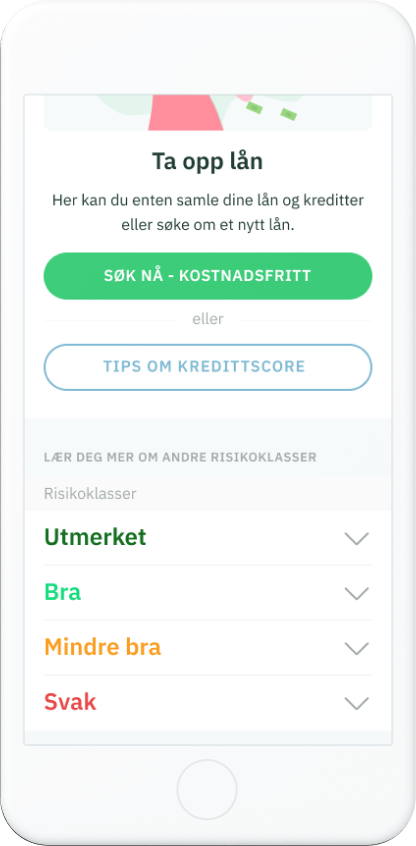 Ta opp lån
Her kan du enten samle dine lån og kreditter
eller søke om et nytt lån.
SØK NÅ - KOSTNADSFRITT
eller
TIPS OM KREDITTSCORE
LÆR DEG MER OM ANDRE RISIKOKLASSER
Risikoklasser
Utmerket
Bra
Mindre bra
Svak